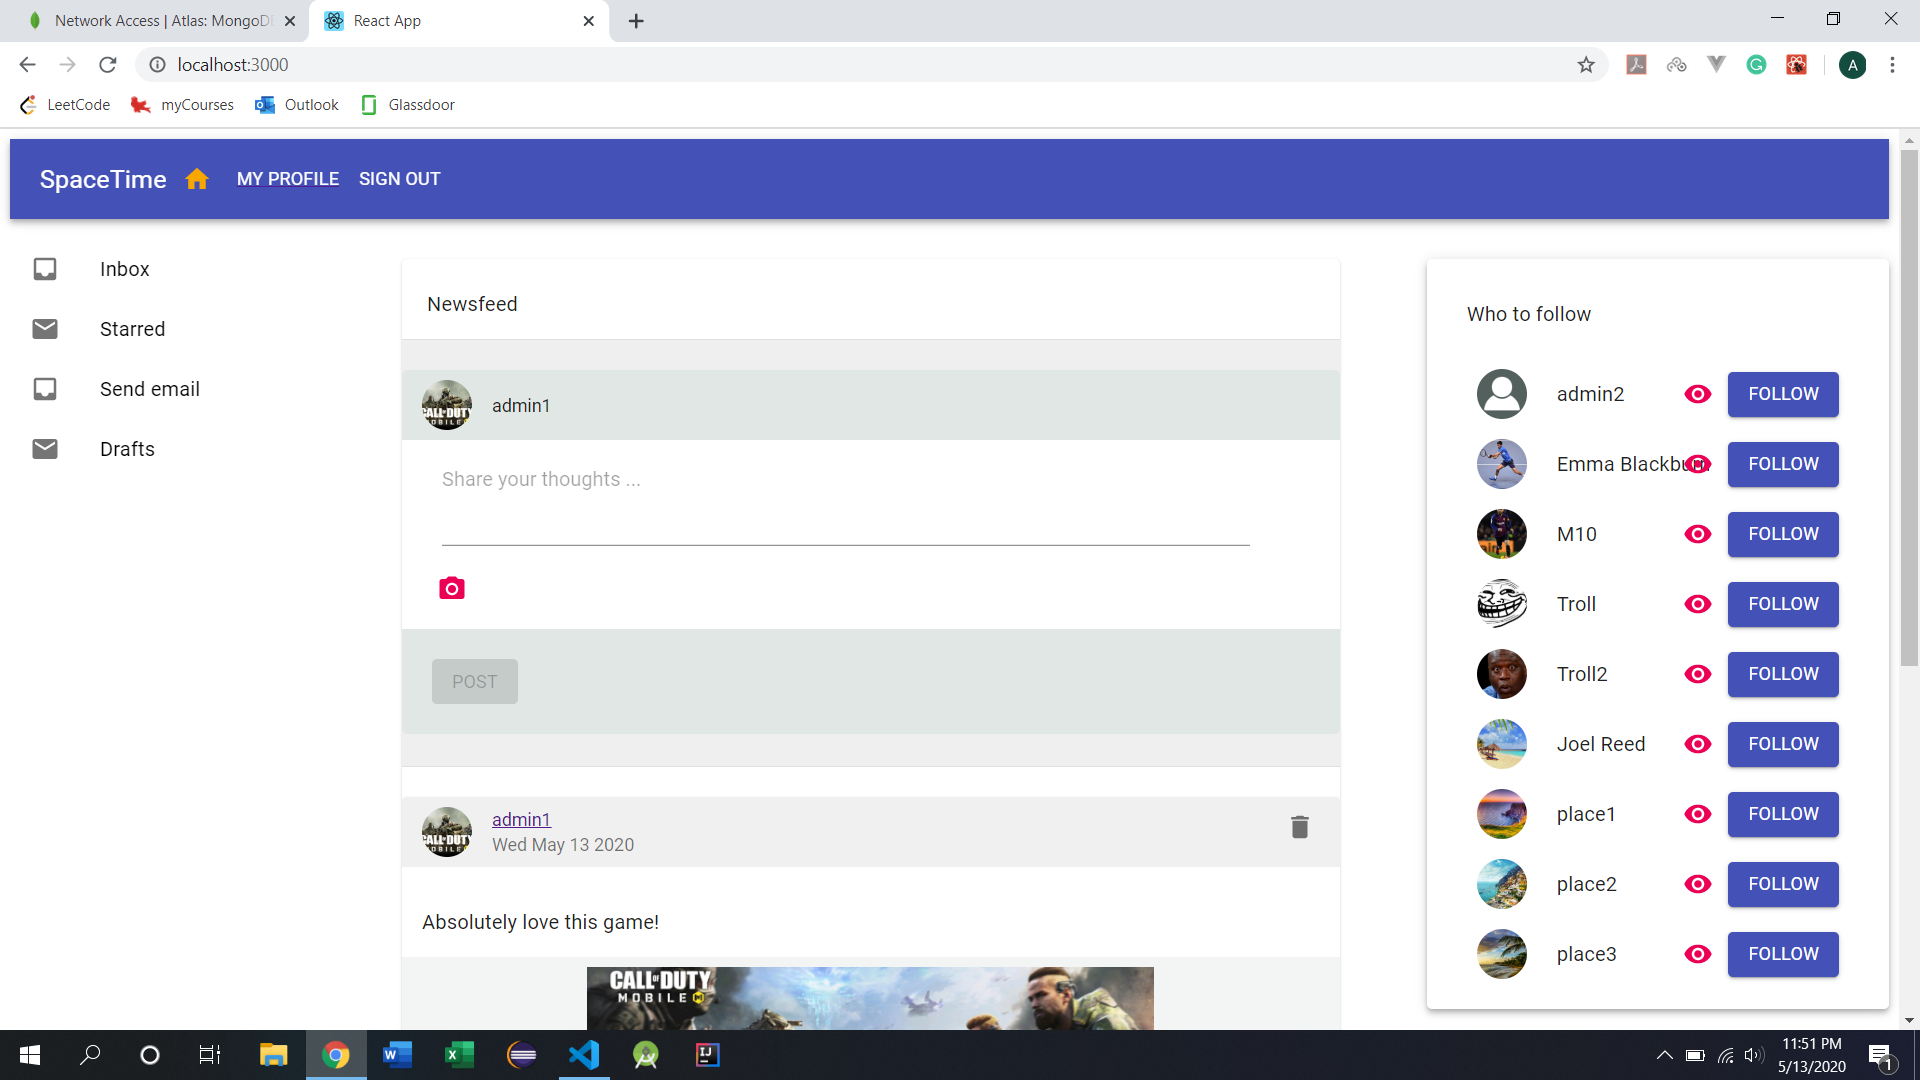 Network Access | Atlas: MongoD
React App
localhost:3000
A
LeetCode
myCourses
Outlook
Glassdoor
SpaceTime
MY PROFILE
SIGN OUT
Inbox
Starred
Send email
Drafts
Newsfeed
admin1
Share your thoughts ...
POST
admin1
Wed May 13 2020
Absolutely love this game!
CALL OF DUTY
MOBILE
Who to follow
admin2
FOLLOW
Emma Blackburn
FOLLOW
M10
FOLLOW
Troll
FOLLOW
Troll2
FOLLOW
Joel Reed
FOLLOW
place1
FOLLOW
place2
FOLLOW
place3
FOLLOW
11:51 PM
5/13/2020
1